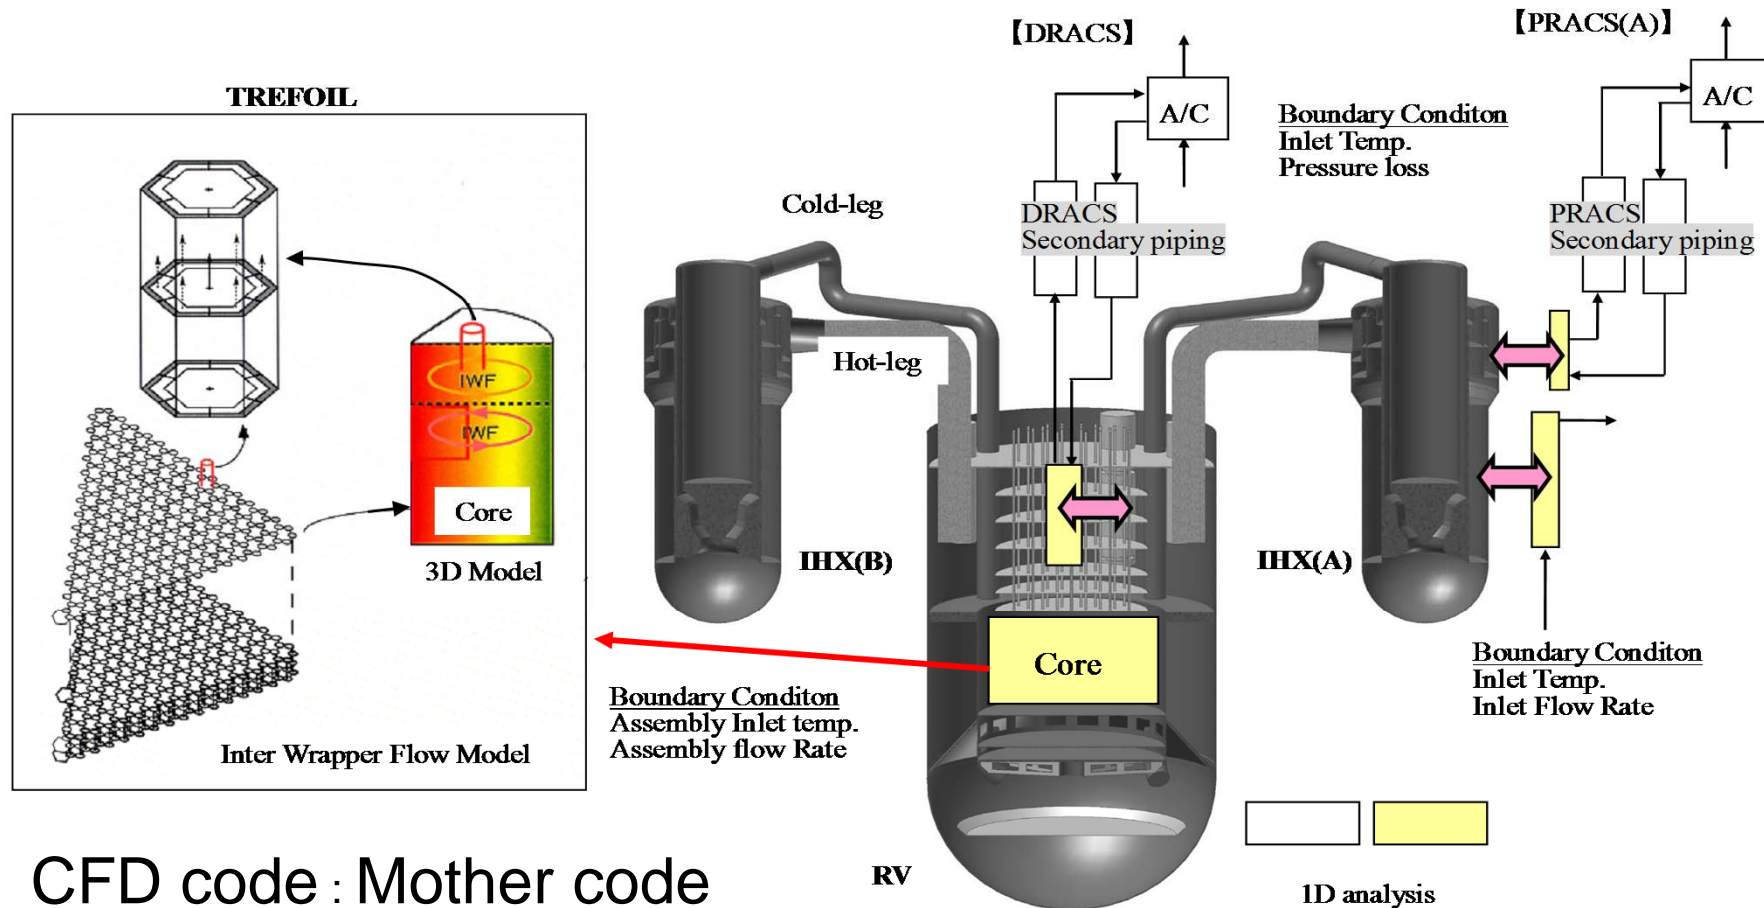 TREFOIL
IWF
IWF
Core
3D Model
Inter Wrapper Flow Model
【DRACS】
A/C
【PRACS(A)】
A/C
Boundary Conditon
Inlet Temp.
Pressure loss
DRACS
Secondary piping
PRACS
Secondary piping
Cold-leg
Hot-leg
IHX(B)
IHX(A)
Core
Boundary Conditon
Assembly Inlet temp.
Assembly flow Rate
Boundary Conditon
Inlet Temp.
Inlet Flow Rate
RV
1D analysis
CFD code : Mother code